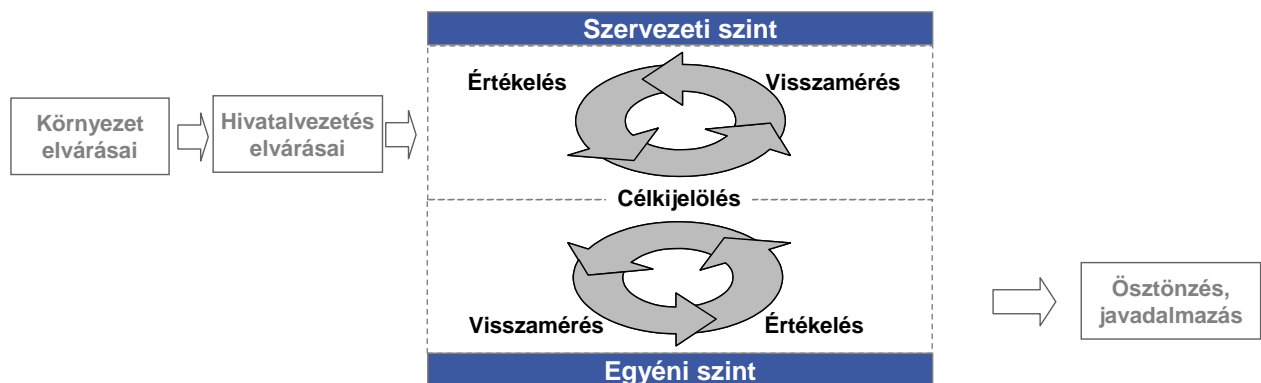 Szervezeti szint
Értékelés
Visszamérés
Környezet
elvárásai
Hivatalvezetés
elvárásai
Célkijelölés
Visszamérés
Értékelés
Ösztönzés,
javadalmazás
Egyéni szint